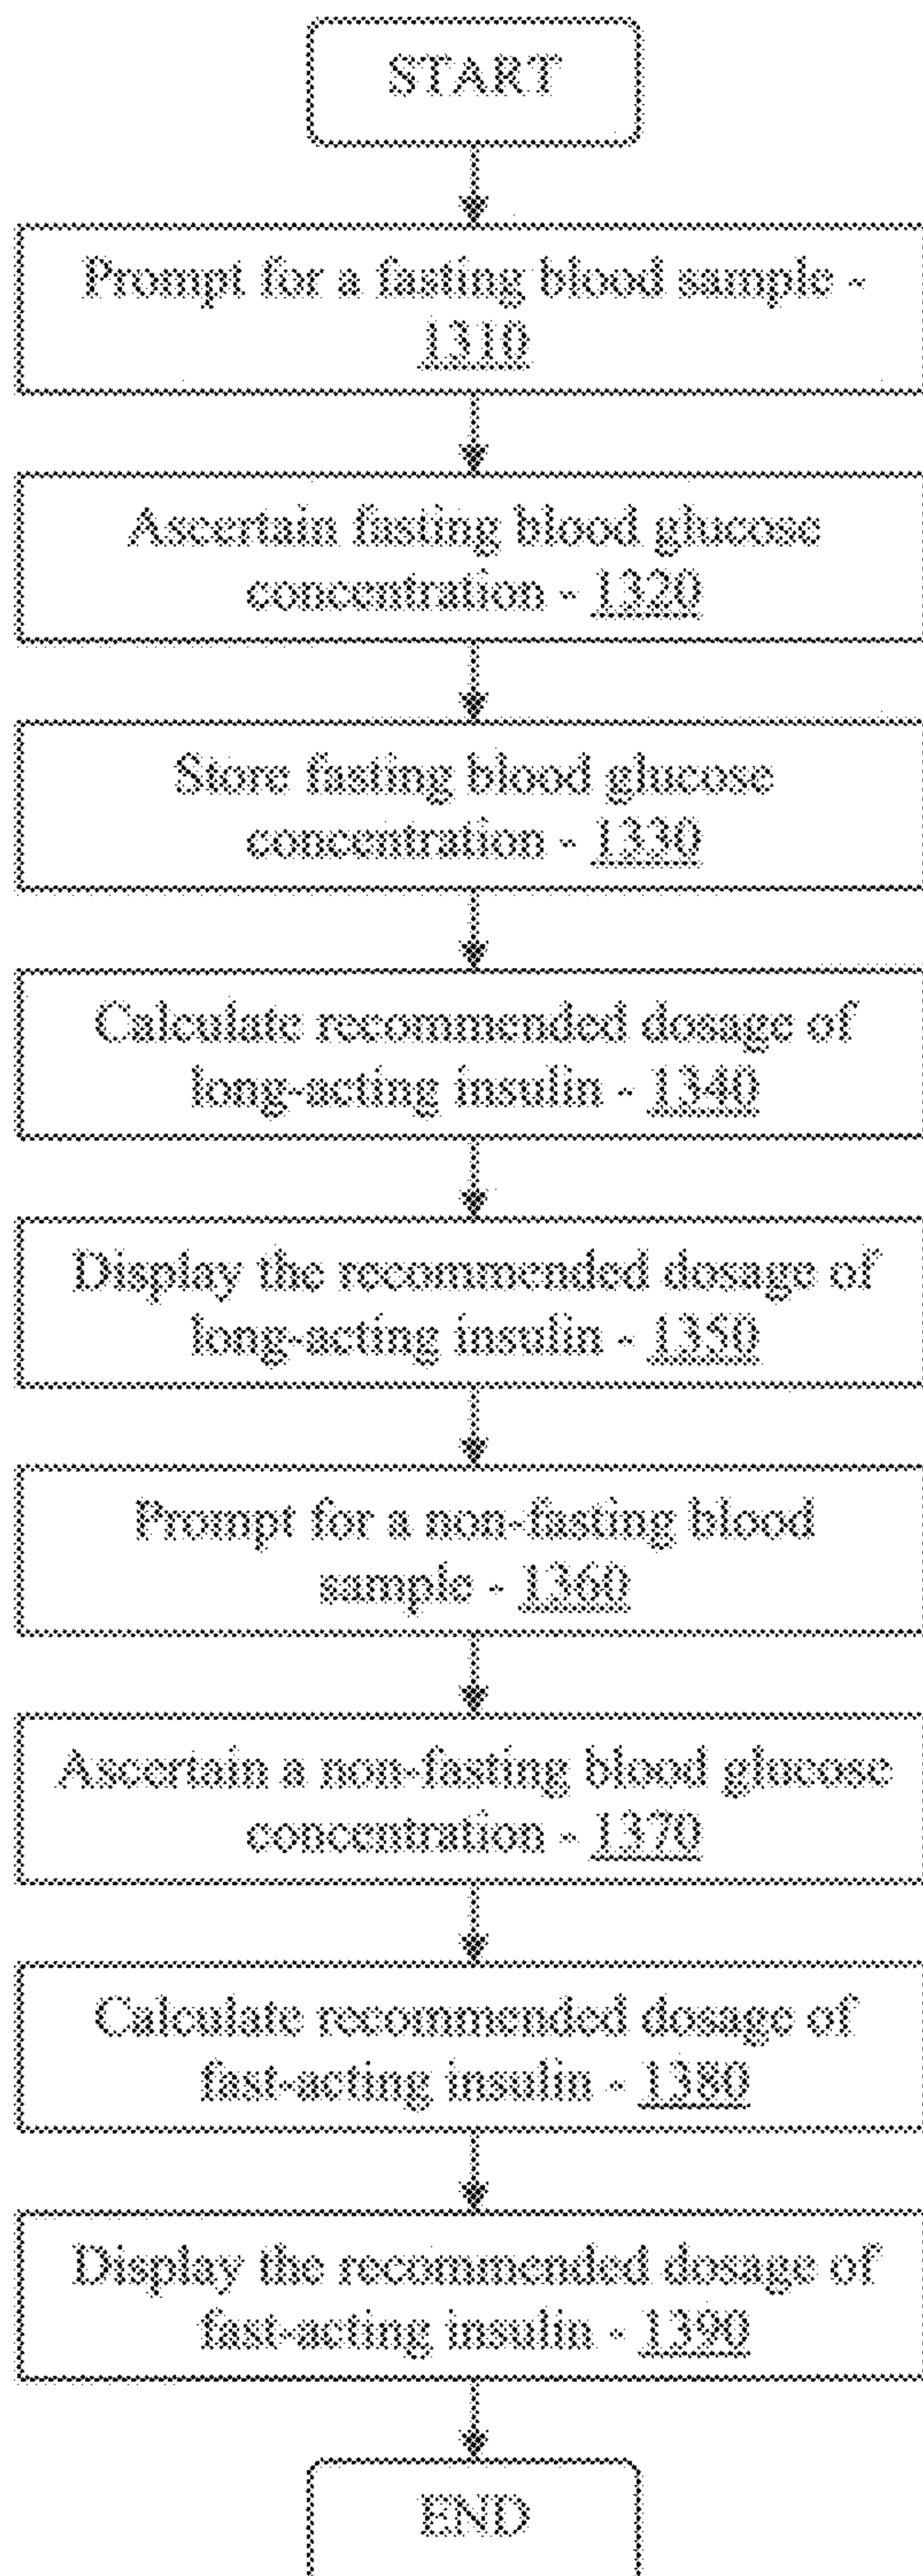 START
Prompt for a fasting blood sample -
1310
Ascertain fasting blood glucose
concentration - 1320
Store fasting blood glucose
concentration - 1330
Calculate recommended dosage of
long-acting insulin - 1340
Display the recommended dosage of
long-acting insulin - 1350
Prompt for a non-fasting blood
sample - 1360
Ascertain a non-fasting blood glucose
concentration - 1370
Calculate recommended dosage of
fast-acting insulin - 1380
Display the recommended dosage of
fast-acting insulin - 1390
END